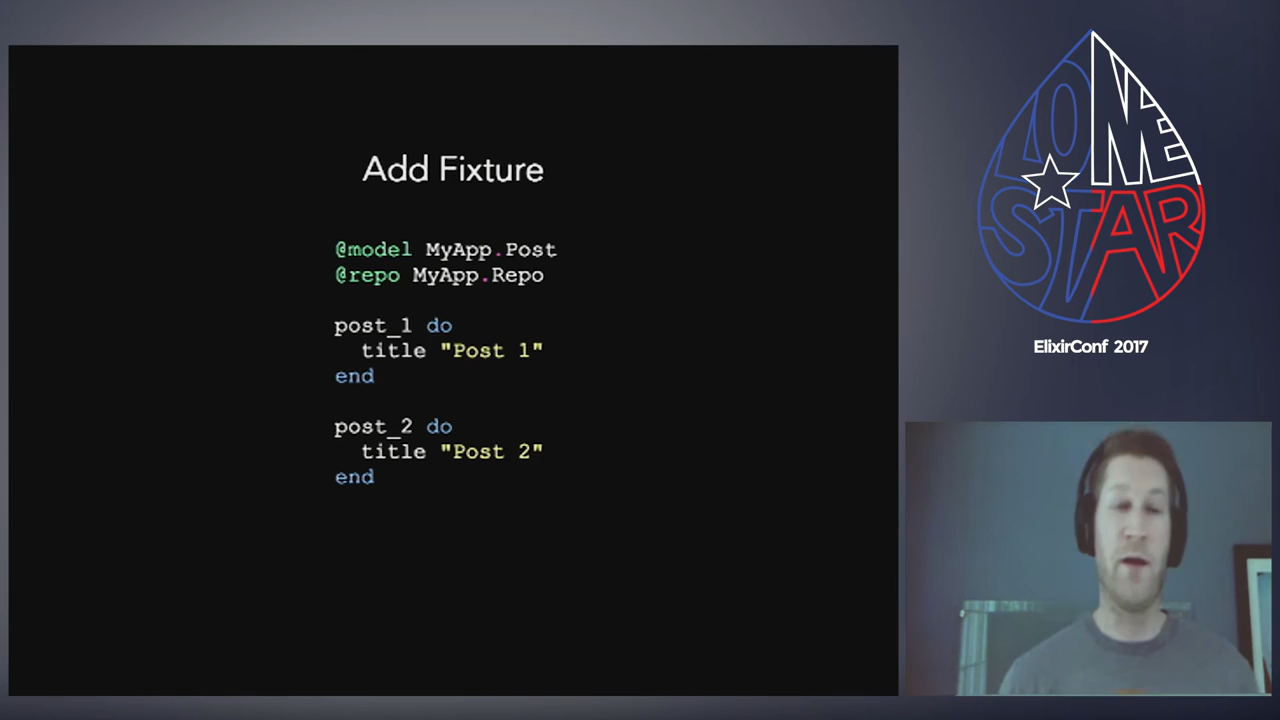 Add Fixture
@model MyApp.Post
@repo MyApp.Repo
post_1 do
title "Post 1"
end
post_2 do
title "Post 2"
end
LONE
STAR
ElixirConf 2017